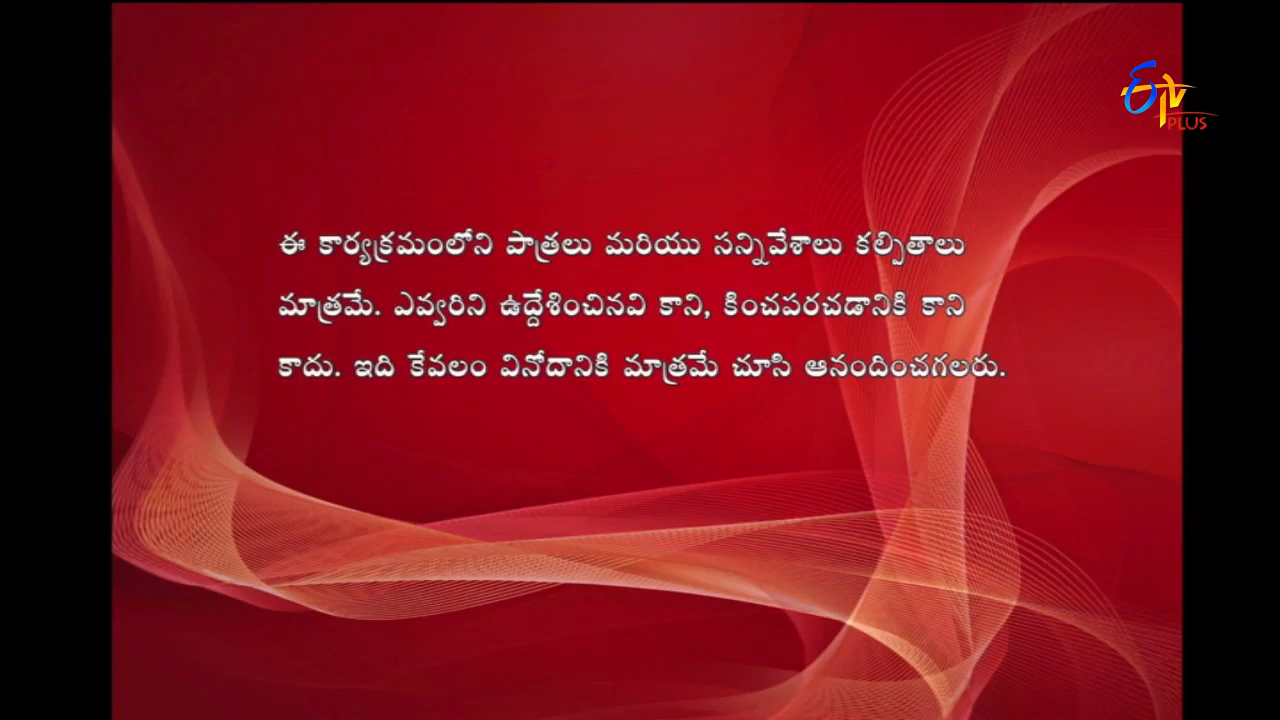 ETV
PLUS
ఈ కార్యక్రమంలోని పాత్రలు మరియు సన్నివేశాలు కల్పితాలు
మాత్రమే. ఎవ్వరిని ఉద్దేశించినవి కాని, కించపరచడానికి కాని
కాదు. ఇది కేవలం వినోదానికి మాత్రమే చూసి ఆనందించగలరు.